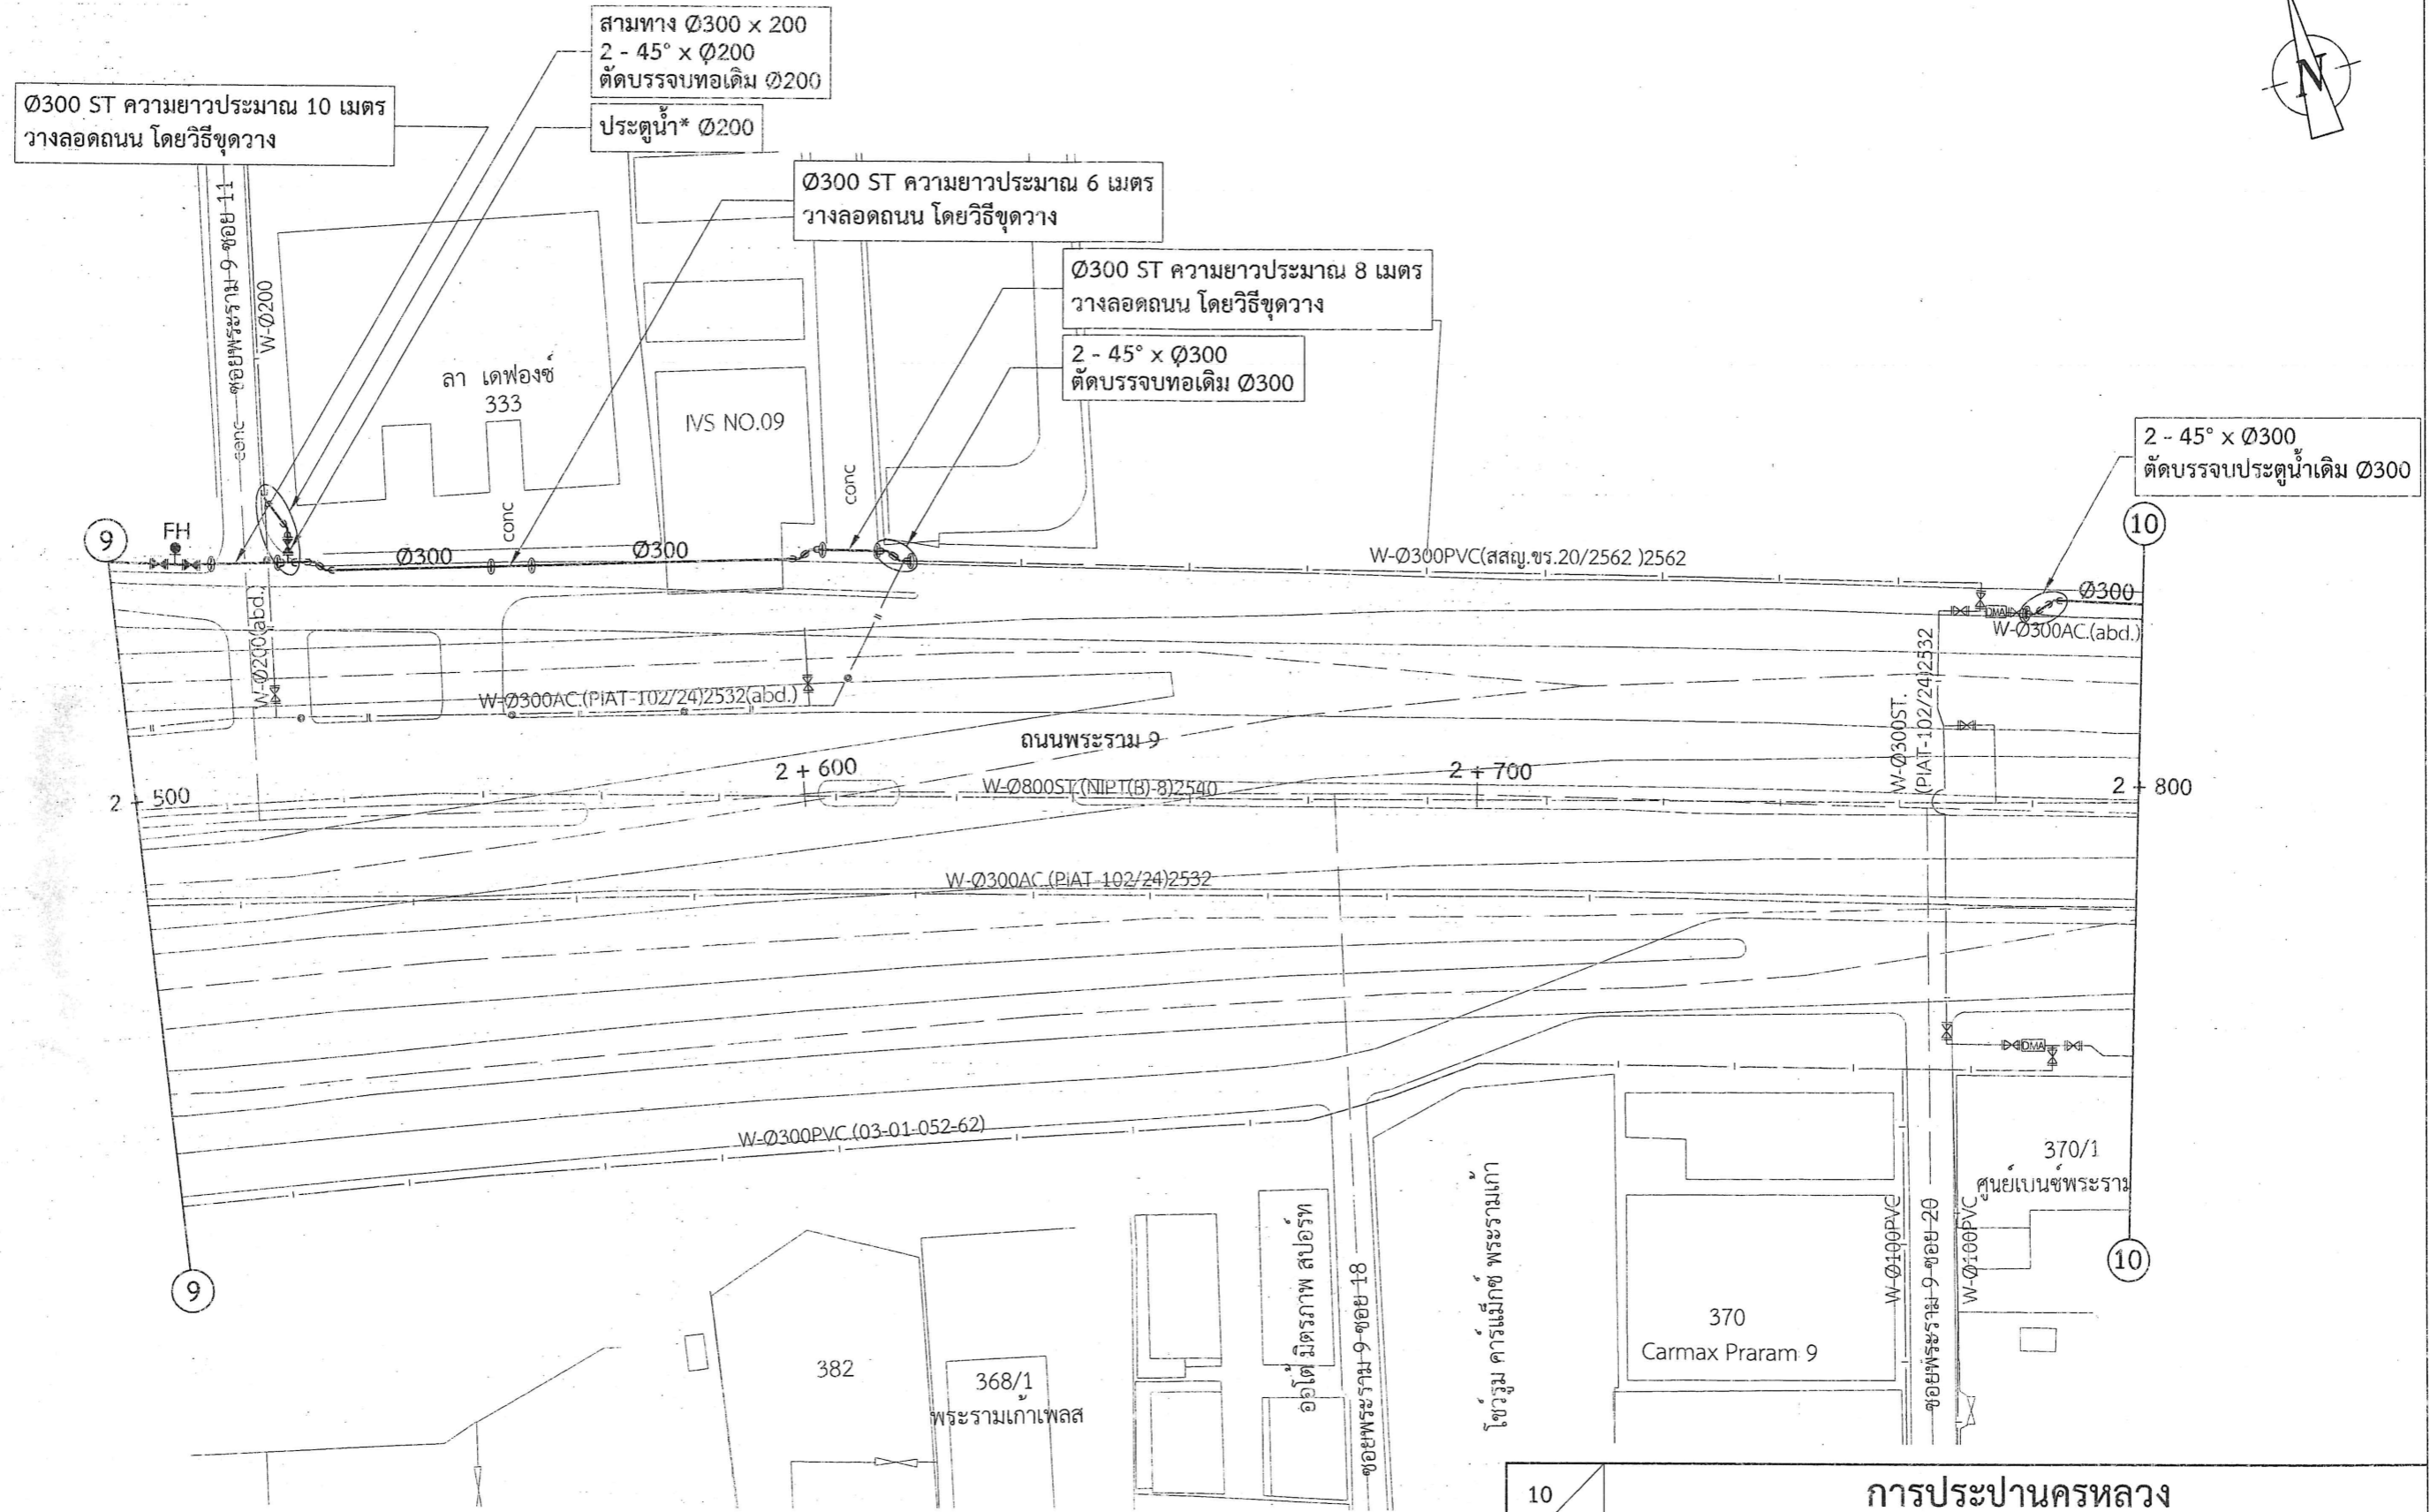 สามทาง Ø300 x 200
2 - 45° x Ø200
ตัดบรรจบทอเดิม Ø200
Ø300 ST ความยาวประมาณ 10 เมตร
วางลอดถนน โดยวิธีขุดวาง
ประตูน้ำ* Ø200
N
Ø300 ST ความยาวประมาณ 6 เมตร
วางลอดถนน โดยวิธีขุดวาง
Ø300 ST ความยาวประมาณ 8 เมตร
วางลอดถนน โดยวิธีขุดวาง
2 - 45° x Ø300
ตัดบรรจบทอเดิม Ø300
2 - 45° x Ø300
ตัดบรรจบประตูน้ำเดิม Ø300
ซอยพระราม 9 ซอย 11
W-Ø200
conc
ลา เดฟองซ์
333
IVS NO.09
conc
conc
9
FH
Ø300
Ø300
W-Ø300PVC(สสญ.ขร.20/2562 )2562
10
Ø300
DMA
W-Ø300AC.(abd.)
W-Ø200(abd.)
W-Ø300AC.(PIAT-102/24)2532(abd.)
W-Ø300ST.
(PIAT-102/24)2532
ถนนพระราม 9
2 + 500
2 + 600
2 + 700
2 + 800
W-Ø800ST.(NIPT(B)-8)2540
W-Ø300AC.(PIAT-102/24)2532
DMA
W-Ø300PVC.(03-01-052-62)
9
10
382
368/1
พระรามเก้าเพลส
ออโต้ มิตรภาพ สปอร์ท
ซอยพระราม 9 ซอย 18
โชว์รูม คาร์แม็กซ์ พระรามเก้า
370
Carmax Praram 9
W-Ø100PVC
ซอยพระราม 9 ซอย 20
W-Ø100PVC
370/1
ศูนย์เบนซ์พระราม
10
การประปานครหลวง